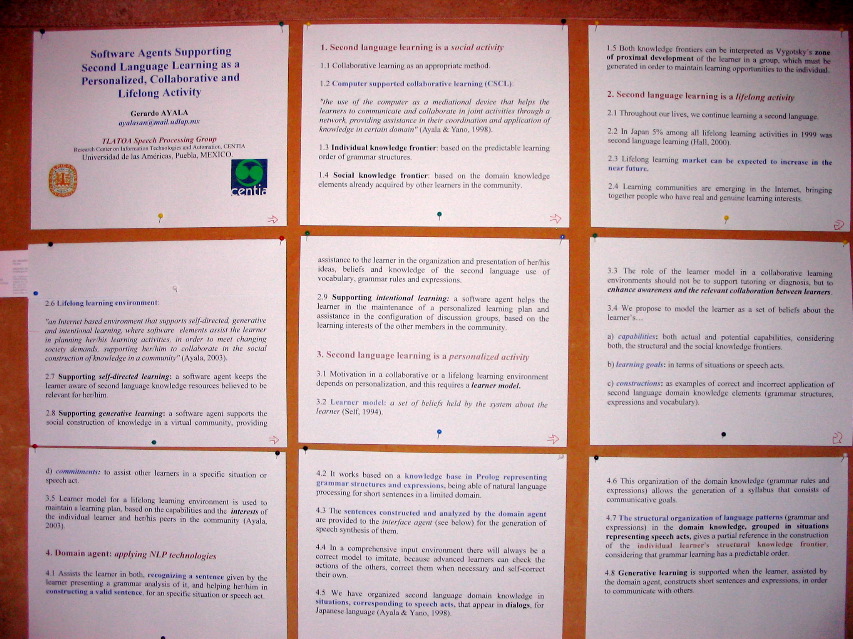 Software Agents Supporting
Second Language Learning as a
Personalized, Collaborative and
Lifelong Activity
Gerardo AYALA
ayalasan@mail.udlap.mx
TLATOA Speech Processing Group
Research Center on Information Technologies and Automation, CENTIA
Universidad de las Américas, Puebla, MEXICO.
centia
1. Second language learning is a social activity
1.1 Collaborative learning as an appropriate method.
1.2 Computer supported collaborative learning (CSCL):
"the use of the computer as a mediational device that helps the
learners to communicate and collaborate in joint activities through a
network, providing assistance in their coordination and application of
knowledge in certain domain" (Ayala & Yano, 1998).
1.3 Individual knowledge frontier: based on the predictable learning
order of grammar structures.
1.4 Social knowledge frontier: based on the domain knowledge
elements already acquired by other learners in the community.
1.5 Both knowledge frontiers can be interpreted as Vygotsky's zone
of proximal development of the learner in a group, which must be
generated in order to maintain learning opportunities to the individual.
2. Second language learning is a lifelong activity
2.1 Throughout our lives, we continue learning a second language.
2.2 In Japan 5% among all lifelong learning activities in 1999 was
second language learning (Hall, 2000).
2.3 Lifelong learning market can be expected to increase in the
near future.
2.4 Learning communities are emerging in the Internet, bringing
together people who have real and genuine learning interests.
2.6 Lifelong learning environment:
"an Internet based environment that supports self-directed, generative
and intentional learning, where software elements assist the learner
in planning her/his learning activities, in order to meet changing
society demands, supporting her/him to collaborate in the social
construction of knowledge in a community" (Ayala, 2003).
2.7 Supporting self-directed learning: a software agent keeps the
learner aware of second language knowledge resources believed to be
relevant for her/him.
2.8 Supporting generative learning: a software agent supports the
social construction of knowledge in a virtual community, providing
assistance to the learner in the organization and presentation of her/his
ideas, beliefs and knowledge of the second language use of
vocabulary, grammar rules and expressions.
2.9 Supporting intentional learning: a software agent helps the
learner in the maintenance of a personalized learning plan and
assistance in the configuration of discussion groups, based on the
learning interests of the other members in the community.
3. Second language learning is a personalized activity
3.1 Motivation in a collaborative or a lifelong learning environment
depends on personalization, and this requires a learner model.
3.2 Learner model: a set of beliefs held by the system about the
learner (Self, 1994).
3.3 The role of the learner model in a collaborative learning
environments should not be to support tutoring or diagnosis, but to
enhance awareness and the relevant collaboration between learners.
3.4 We propose to model the learner as a set of beliefs about the
learner's…
a) capabilities: both actual and potential capabilities, considering
both, the structural and the social knowledge frontiers.
b) learning goals: in terms of situations or speech acts.
c) constructions: as examples of correct and incorrect application of
second language domain knowledge elements (grammar structures,
expressions and vocabulary).
d) commitments: to assist other learners in a specific situation or
speech act.
3.5 Learner model for a lifelong learning environment is used to
maintain a learning plan, based on the capabilities and the interests of
the individual learner and her/his peers in the community (Ayala,
2003).
4. Domain agent: applying NLP technologies
4.1 Assists the learner in both, recognizing a sentence given by the
learner presenting a grammar analysis of it, and helping her/him in
constructing a valid sentence, for an specific situation or speech act.
4.2 It works based on a knowledge base in Prolog representing
grammar structures and expressions, being able of natural language
processing for short sentences in a limited domain.
4.3 The sentences constructed and analyzed by the domain agent
are provided to the interface agent (see below) for the generation of
speech synthesis of them.
4.4 In a comprehensive input environment there will always be a
correct model to imitate, because advanced learners can check the
actions of the others, correct them when necessary and self-correct
their own.
4.5 We have organized second language domain knowledge in
situations, corresponding to speech acts, that appear in dialogs, for
Japanese language (Ayala & Yano, 1998).
4.6 This organization of the domain knowledge (grammar rules and
expressions) allows the generation of a syllabus that consists of
communicative goals.
4.7 The structural organization of language patterns (grammar and
expressions) in the domain knowledge, grouped in situations
representing speech acts, gives a partial reference in the construction
of the individual learner's structural knowledge frontier,
considering that grammar learning has a predictable order.
4.8 Generative learning is supported when the learner, assisted by
the domain agent, constructs short sentences and expressions, in order
to communicate with others.